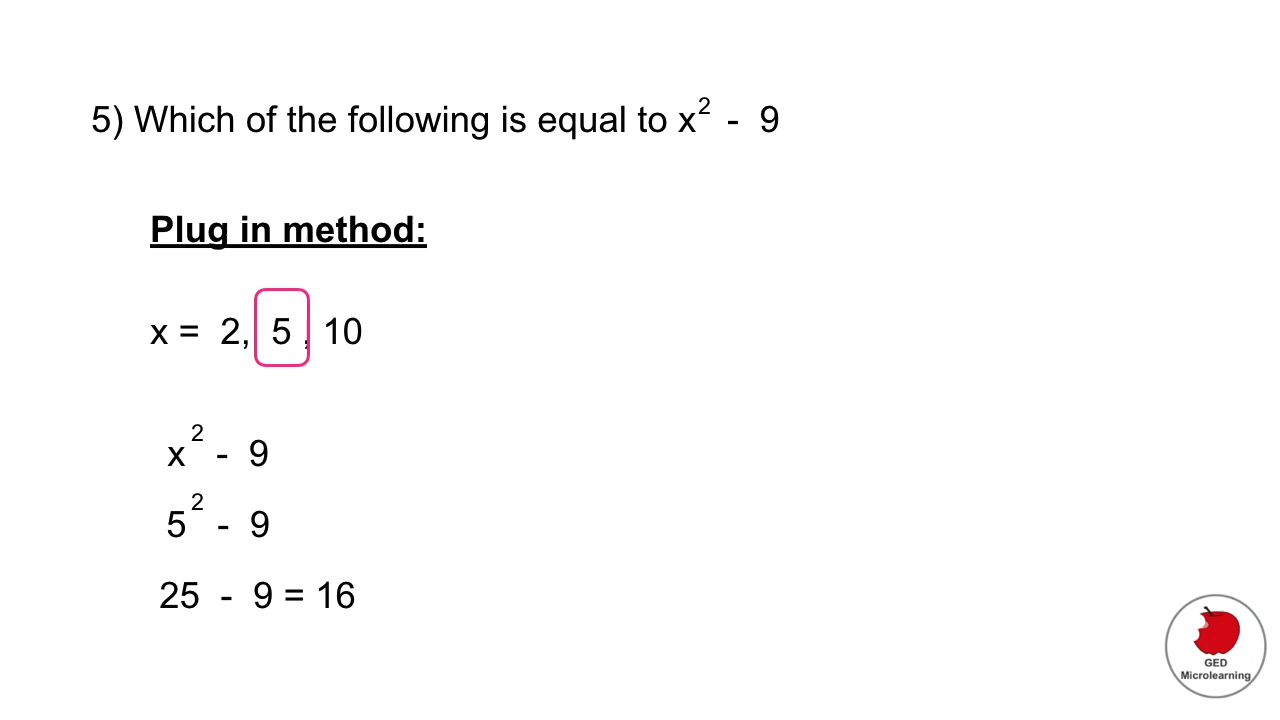 5) Which of the following is equal to x² - 9
Plug in method:
x = 2, 5 , 10
x² - 9
5² - 9
25 - 9 = 16
GED
Microlearning